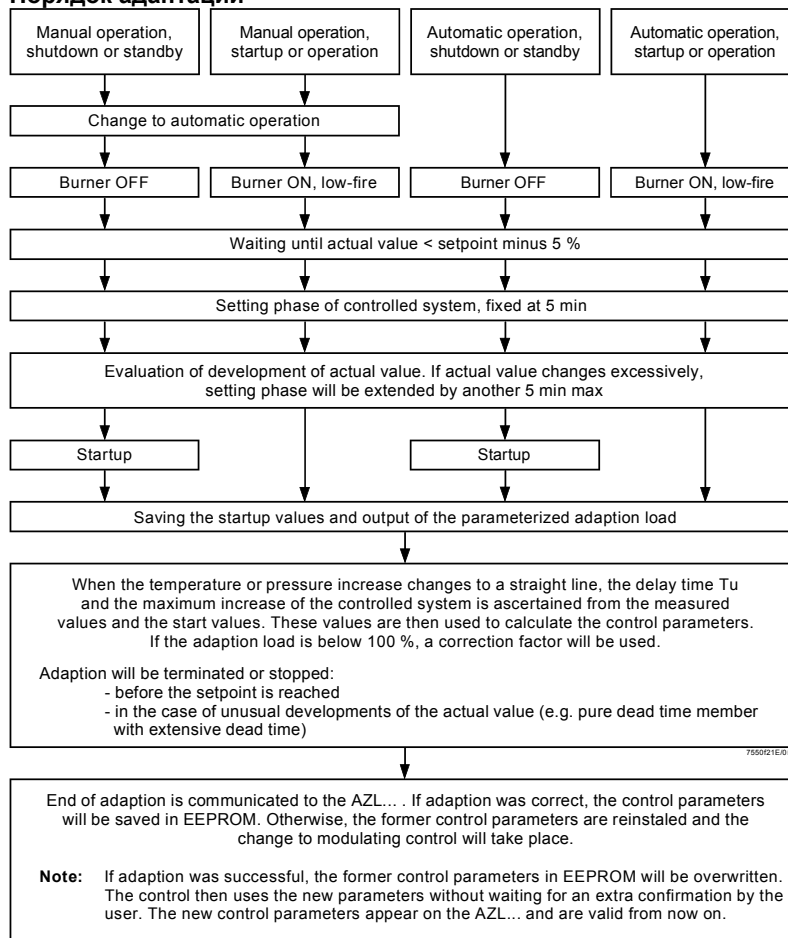 Порядок адаптации
Manual operation,
shutdown or standby
Manual operation,
startup or operation
Automatic operation,
shutdown or standby
Automatic operation,
startup or operation
Change to automatic operation
Burner OFF
Burner ON, low-fire
Burner OFF
Burner ON, low-fire
Waiting until actual value < setpoint minus 5 %
Setting phase of controlled system, fixed at 5 min
Evaluation of development of actual value. If actual value changes excessively,
setting phase will be extended by another 5 min max
Startup
Startup
Saving the startup values and output of the parameterized adaption load
When the temperature or pressure increase changes to a straight line, the delay time Tu
and the maximum increase of the controlled system is ascertained from the measured
values and the start values. These values are then used to calculate the control parameters.
If the adaption load is below 100 %, a correction factor will be used.
Adaption will be terminated or stopped:
- before the setpoint is reached
- in the case of unusual developments of the actual value (e.g. pure dead time member
with extensive dead time)
End of adaption is communicated to the AZL... . If adaption was correct, the control parameters
will be saved in EEPROM. Otherwise, the former control parameters are reinstaled and the
change to modulating control will take place.
Note: If adaption was successful, the former control parameters in EEPROM will be overwritten.
The control then uses the new parameters without waiting for an extra confirmation by the
user. The new control parameters appear on the AZL... and are valid from now on.